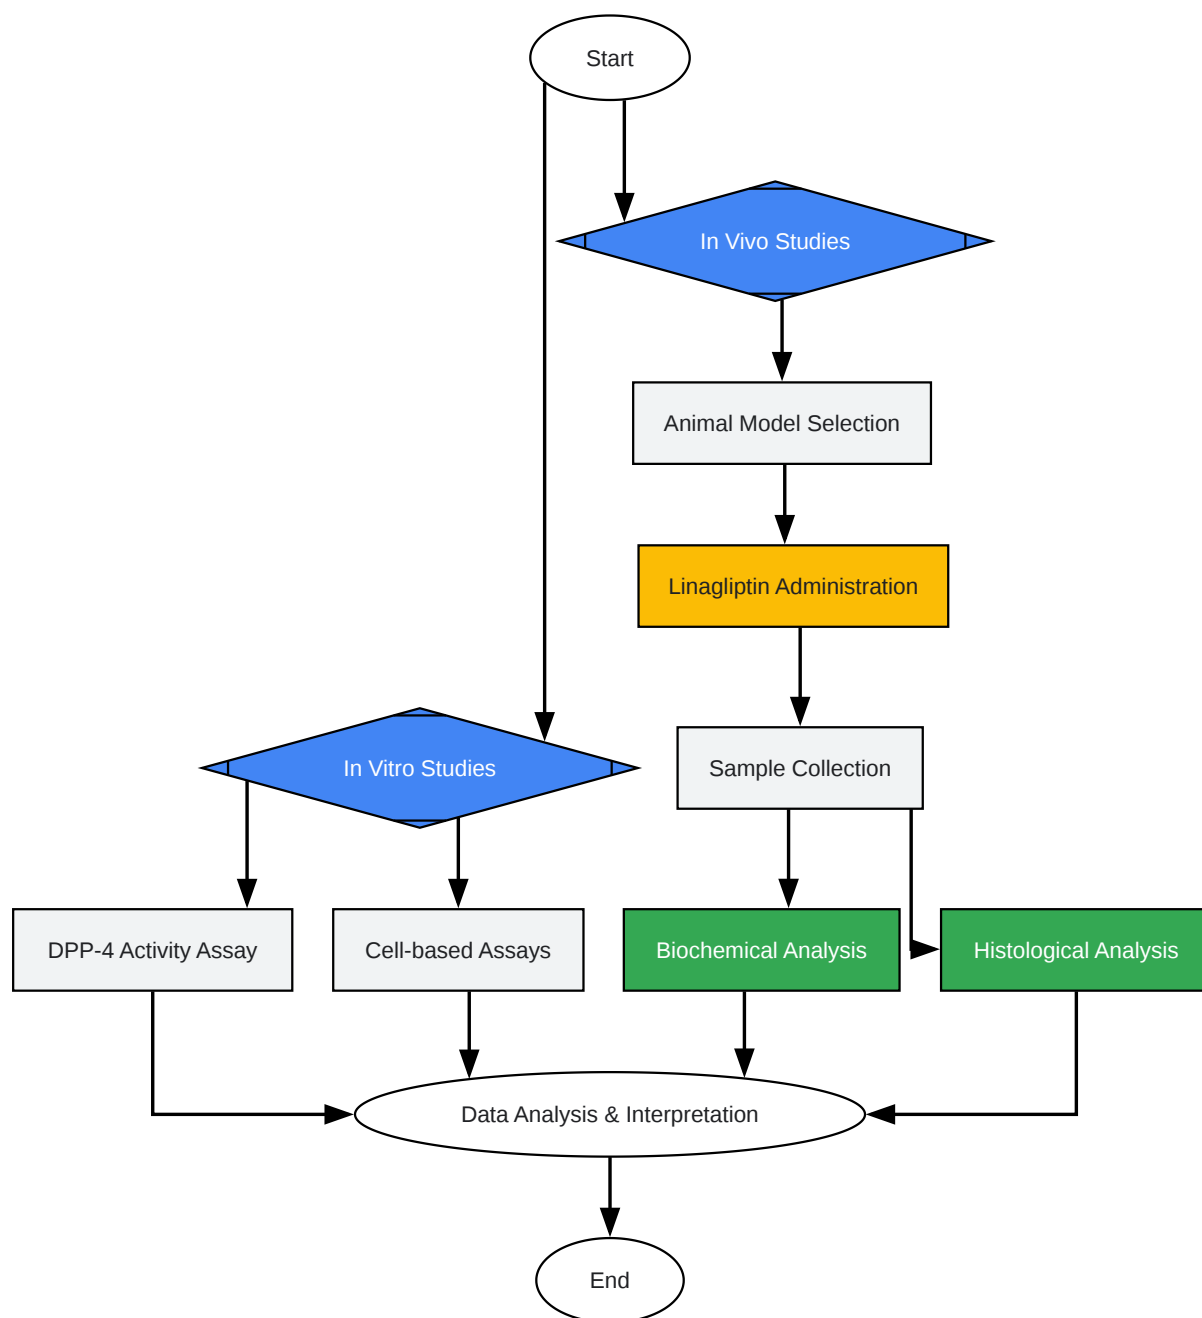 Start
In Vivo Studies
Animal Model Selection
Linagliptin Administration
In Vitro Studies
Sample Collection
DPP-4 Activity Assay
Cell-based Assays
Biochemical Analysis
Histological Analysis
Data Analysis & Interpretation
End